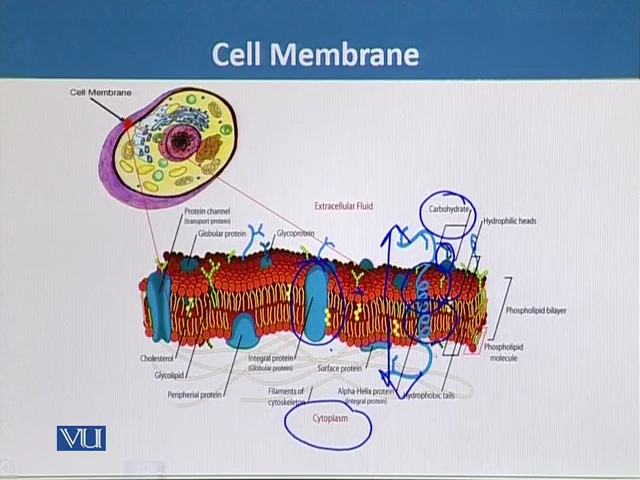 Cell Membrane
Cell Membrane
Extracellular Fluid
Carbohydrate
Protein channel
(transport protein)
Hydrophilic heads
Globular protein
Glycoprotein
Phospholipid bilayer
Phospholipid
molecule
Cholesterol
Integral protein
(Globular protein)
Glycolipid
Surface protein
Peripheral protein
Filaments of
cytoskeleton
Alpha-Helix protein
(Integral protein)
Hydrophobic tails
Cytoplasm
VU